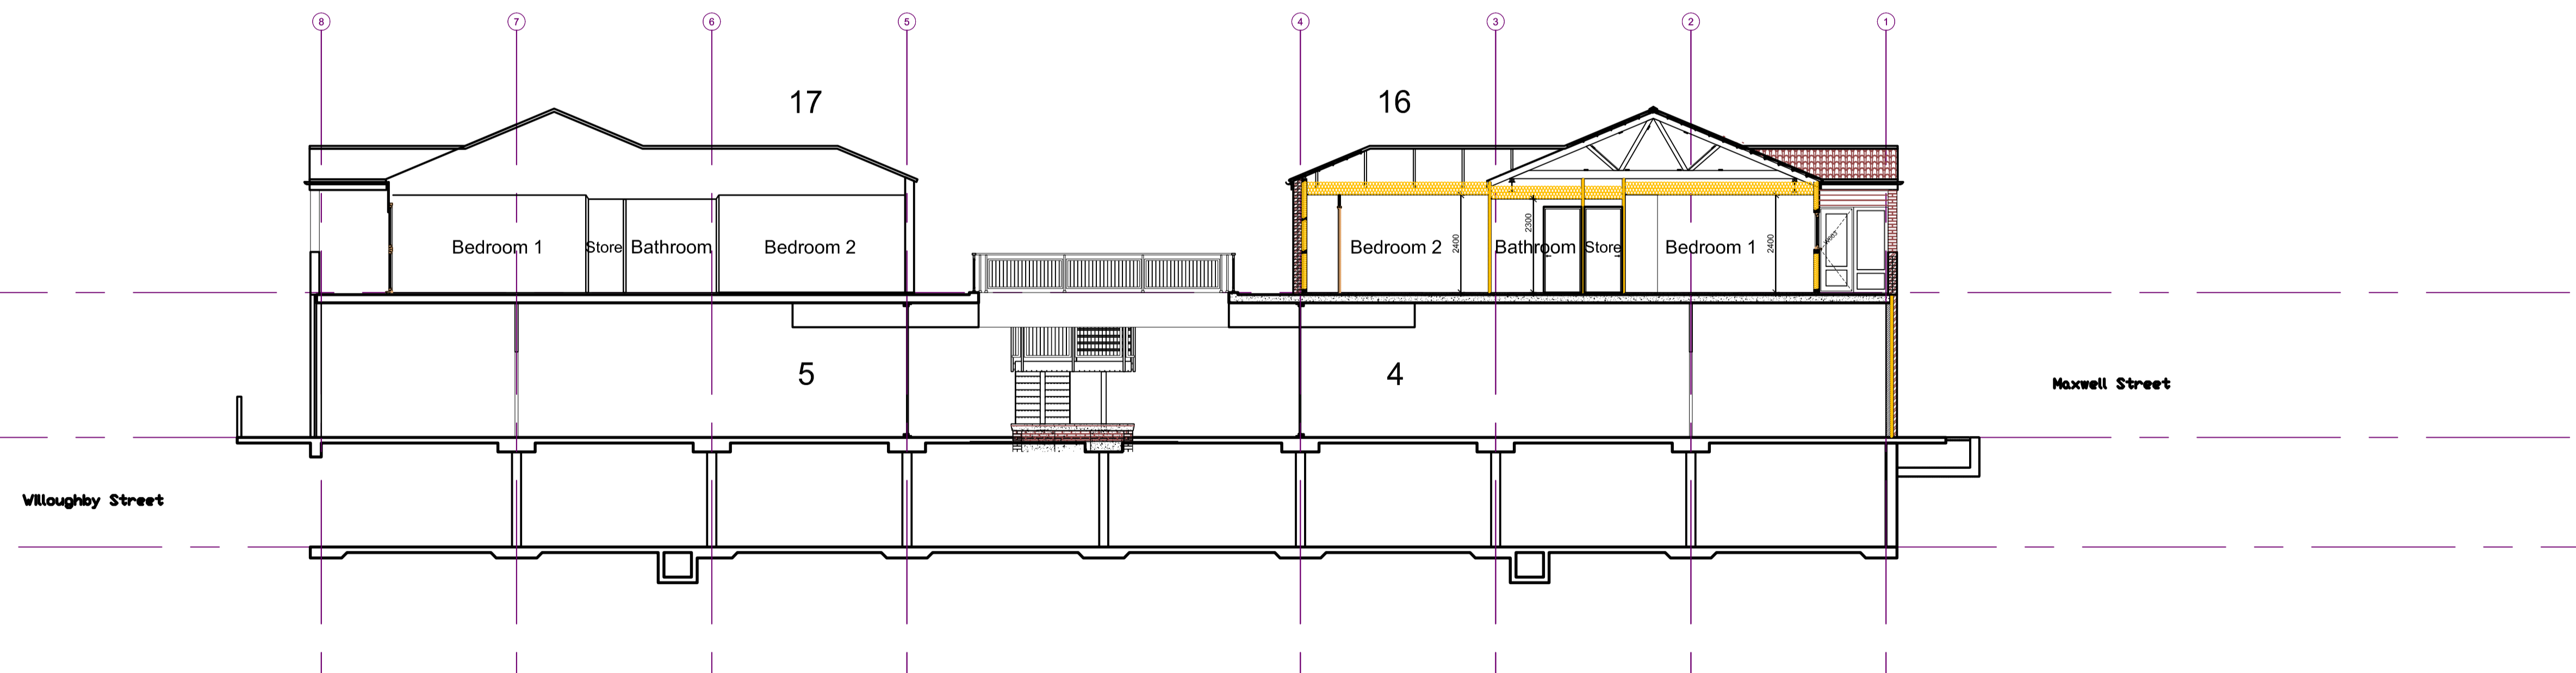 8 7 6 5 4 3 2 1
17 16
Bedroom 1 Store Bathroom Bedroom 2
Bedroom 2 2400 Bathroom 2300 Store Bedroom 1 2400
5 4
Maxwell Street
Willoughby Street